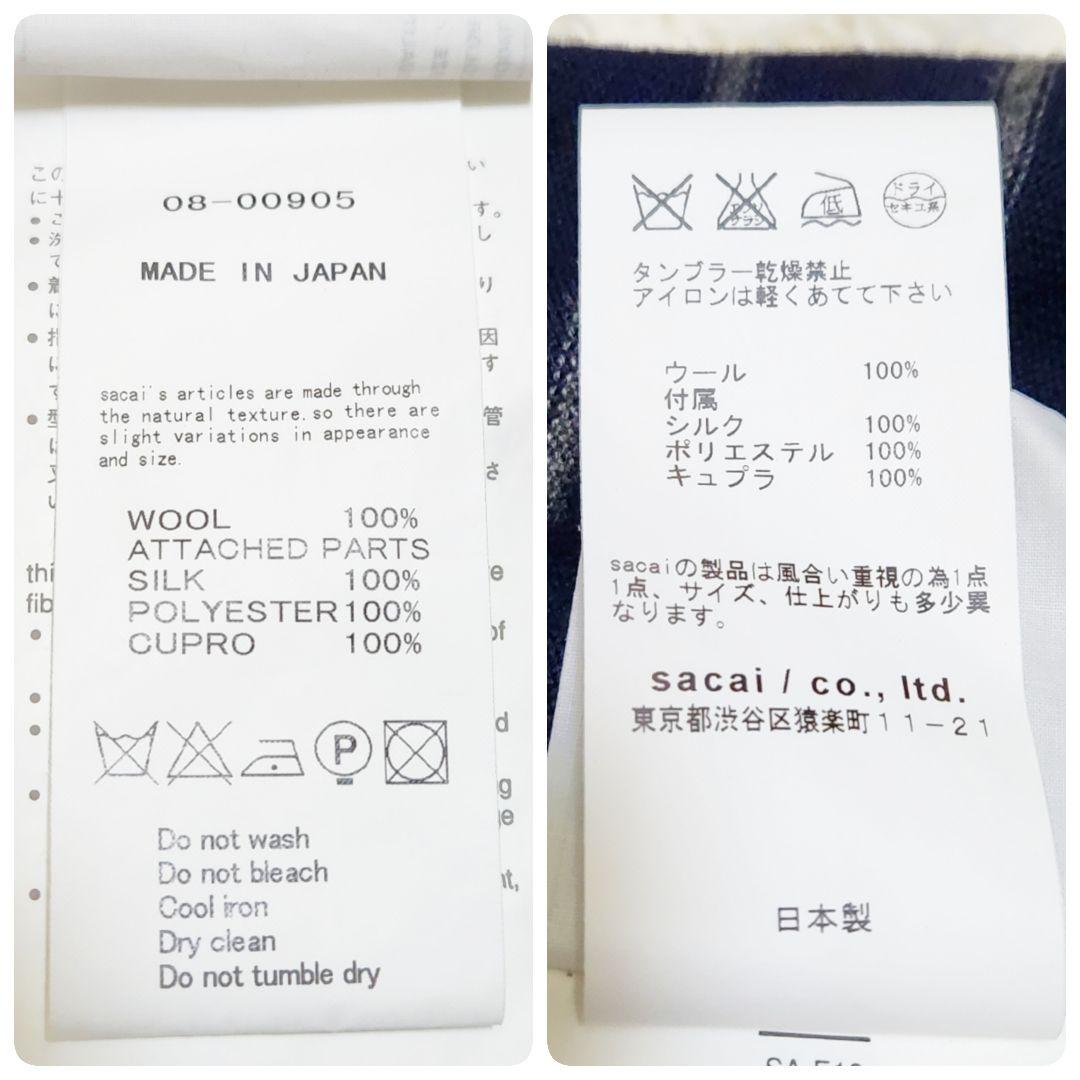 08-00905
MADE IN JAPAN
sacai's articles are made through
the natural texture.so there are
slight variations in appearance
and size.
WOOL 100%
ATTACHED PARTS
SILK 100%
POLYESTER 100%
CUPRO 100%
P
Do not wash
Do not bleach
Cool iron
Dry clean
Do not tumble dry
エンソ
サラシ
低
ドライ
セキユ系
タンブラー乾燥禁止
アイロンは軽くあてて下さい
ウール 100%
付属
シルク 100%
ポリエステル 100%
キュプラ 100%
sacaiの製品は風合い重視の為1点
1点、サイズ、仕上がりも多少異
なります。
sacai / co., ltd.
東京都渋谷区猿楽町11-21
日本製